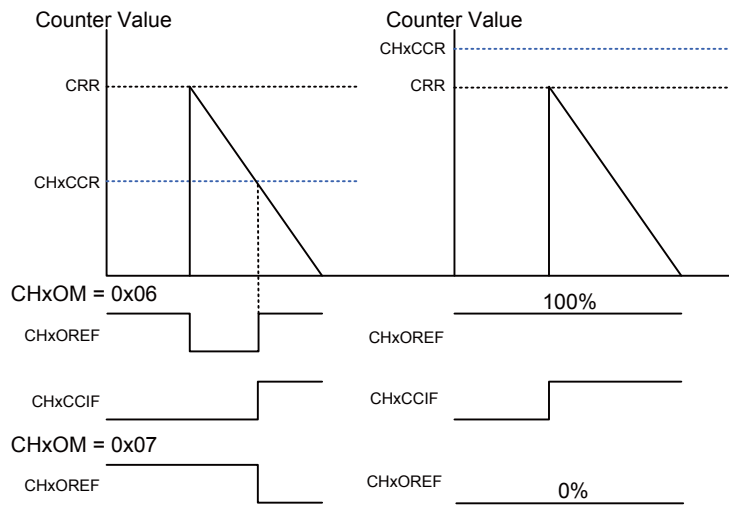 Counter Value
Counter Value
CHxCCR
CRR
CRR
CHxCCR
CHxOM = 0x06
100%
CHxOREF
CHxOREF
CHxCCIF
CHxCCIF
CHxOM = 0x07
CHxOREF
CHxOREF
0%